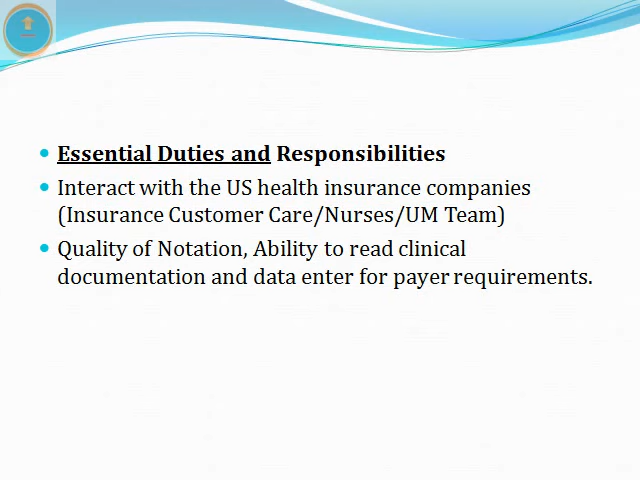 Essential Duties and Responsibilities
Interact with the US health insurance companies
(Insurance Customer Care/Nurses/UM Team)
Quality of Notation, Ability to read clinical
documentation and data enter for payer requirements.